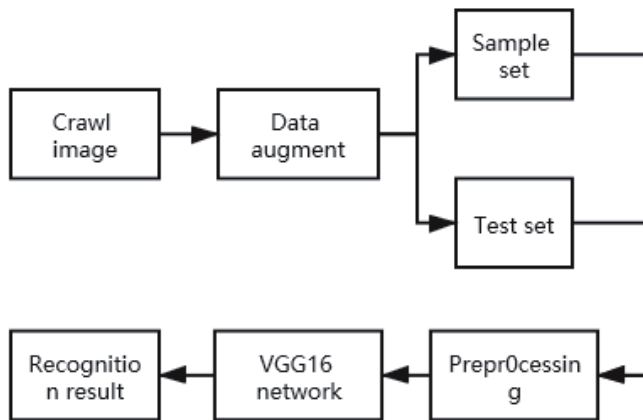 Sample
set
Crawl
image
Data
augment
Test set
Recognitio
n result
VGG16
network
Prepr0cessin
g